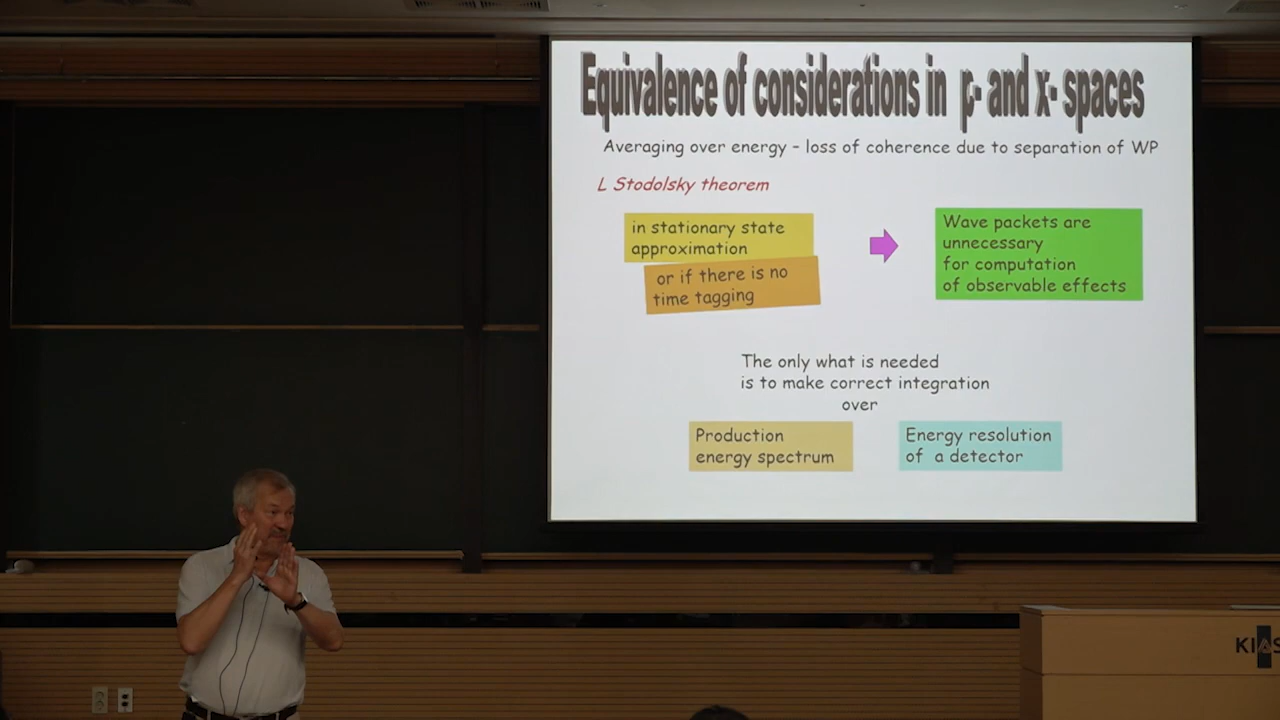 Equivalence of considerations in p- and x- spaces
Averaging over energy – loss of coherence due to separation of WP
L Stodolsky theorem
in stationary state
approximation
or if there is no
time tagging
Wave packets are
unnecessary
for computation
of observable effects
The only what is needed
is to make correct integration
over
Production
energy spectrum
Energy resolution
of a detector
KIAS